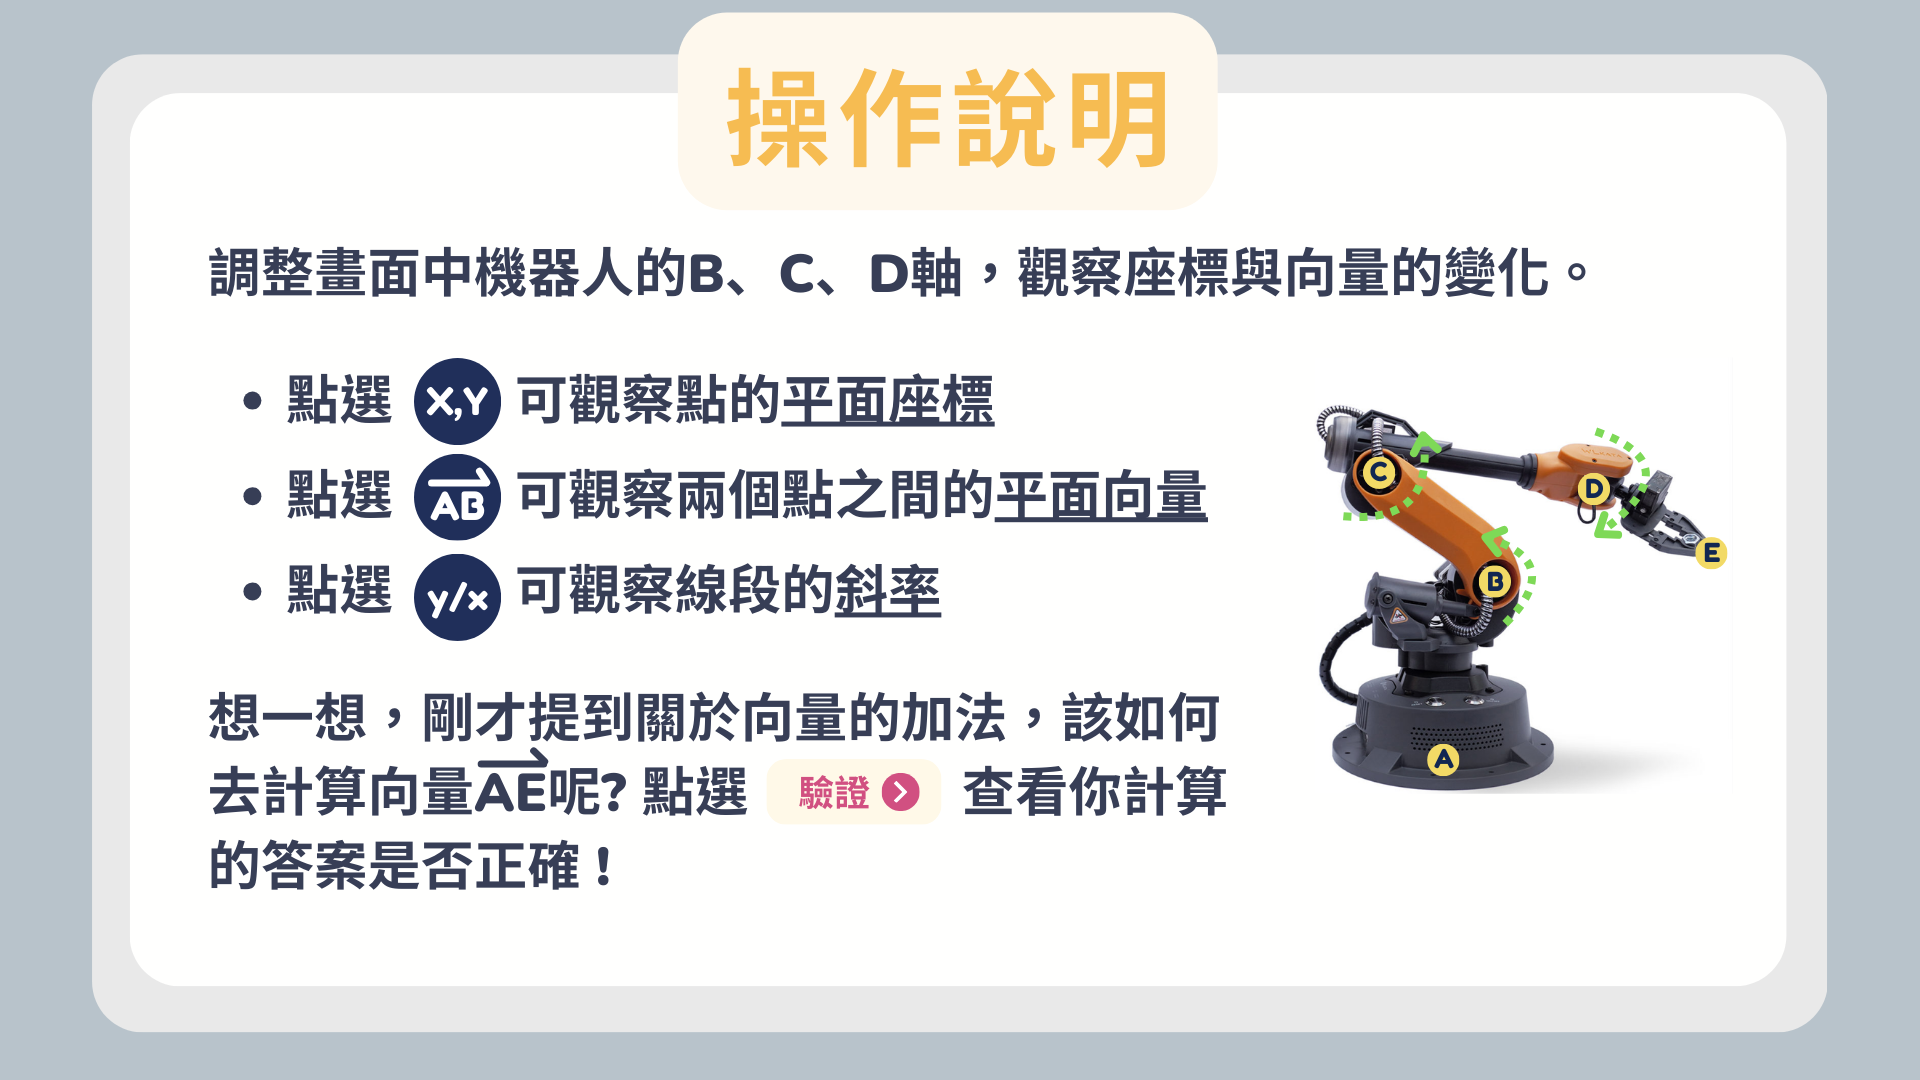 操作說明
調整畫面中機器人的B、C、D軸，觀察座標與向量的變化。
• 點選 X,Y 可觀察點的平面座標
• 點選 AB 可觀察兩個點之間的平面向量
• 點選 y/x 可觀察線段的斜率
想一想，剛才提到關於向量的加法，該如何
去計算向量AE呢? 點選 驗證 查看你計算
的答案是否正確！
C
D
E
B
A